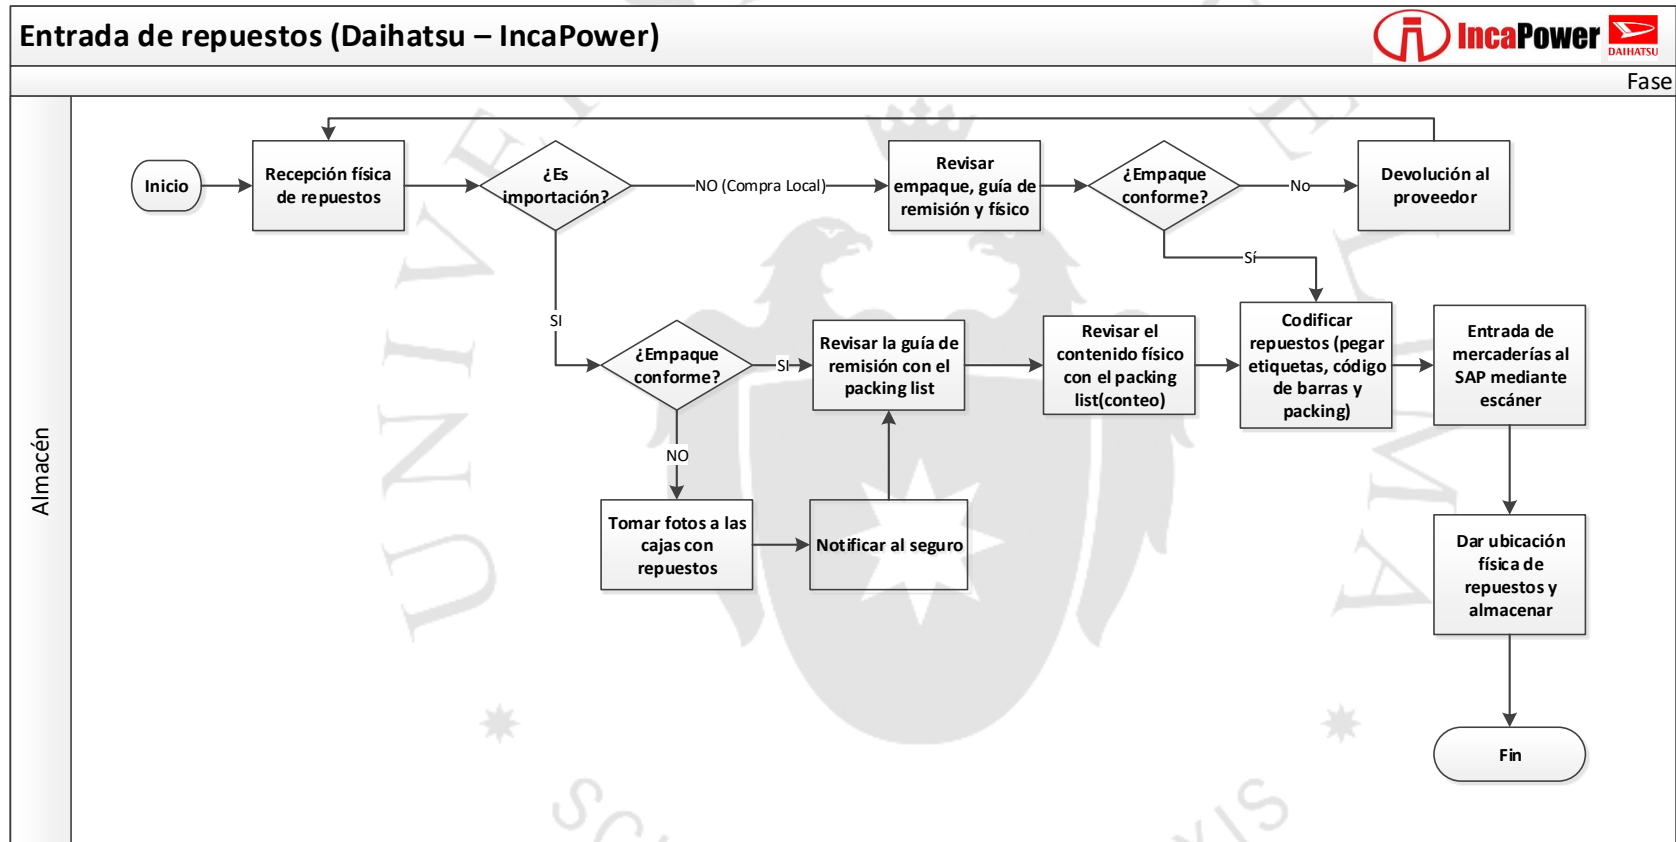 Entrada de repuestos (Daihatsu – IncaPower)
IncaPower
DAIHATSU
Fase
Almacén
Inicio
Recepción física
de repuestos
¿Es
importación?
NO (Compra Local)
Revisar
empaque, guía de
remisión y físico
¿Empaque
conforme?
No
Devolución al
proveedor
Sí
SI
¿Empaque
conforme?
SI
Revisar la guía de
remisión con el
packing list
Revisar el
contenido físico
con el packing
list(conteo)
Codificar
repuestos (pegar
etiquetas, código
de barras y
packing)
Entrada de
mercaderías al
SAP mediante
escáner
NO
Tomar fotos a las
cajas con
repuestos
Notificar al seguro
Dar ubicación
física de
repuestos y
almacenar
Fin